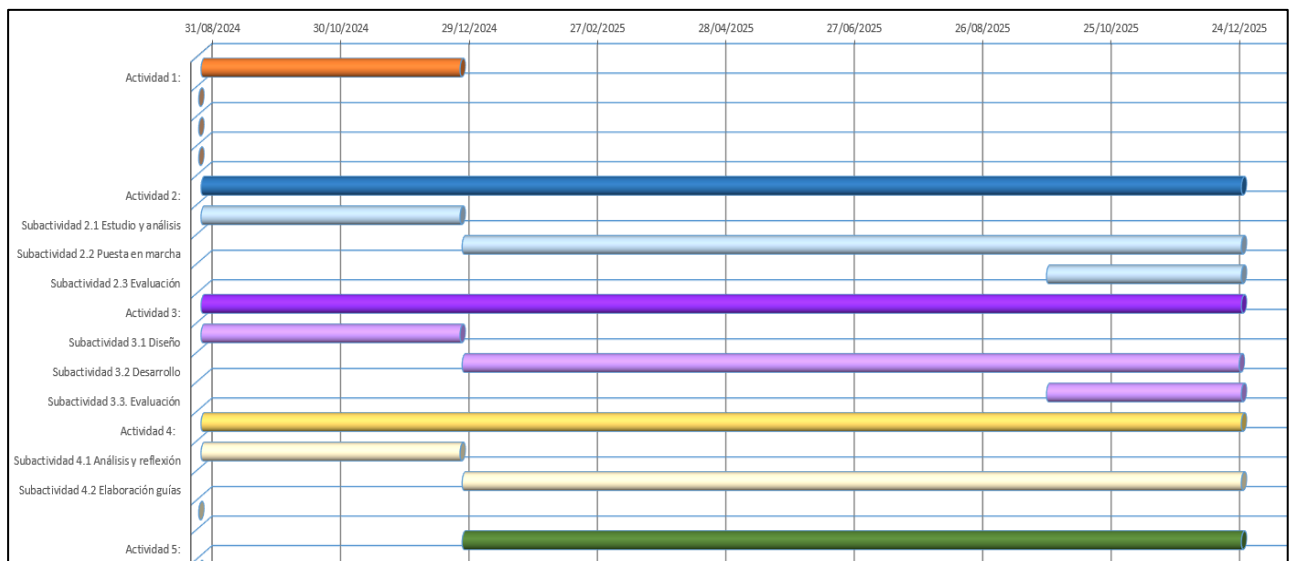 31/08/2024 30/10/2024 29/12/2024 27/02/2025 28/04/2025 27/06/2025 26/08/2025 25/10/2025 24/12/2025
Actividad 1:
Actividad 2:
Subactividad 2.1 Estudio y análisis
Subactividad 2.2 Puesta en marcha
Subactividad 2.3 Evaluación
Actividad 3:
Subactividad 3.1 Diseño
Subactividad 3.2 Desarrollo
Subactividad 3.3. Evaluación
Actividad 4:
Subactividad 4.1 Análisis y reflexión
Subactividad 4.2 Elaboración guías
Actividad 5: